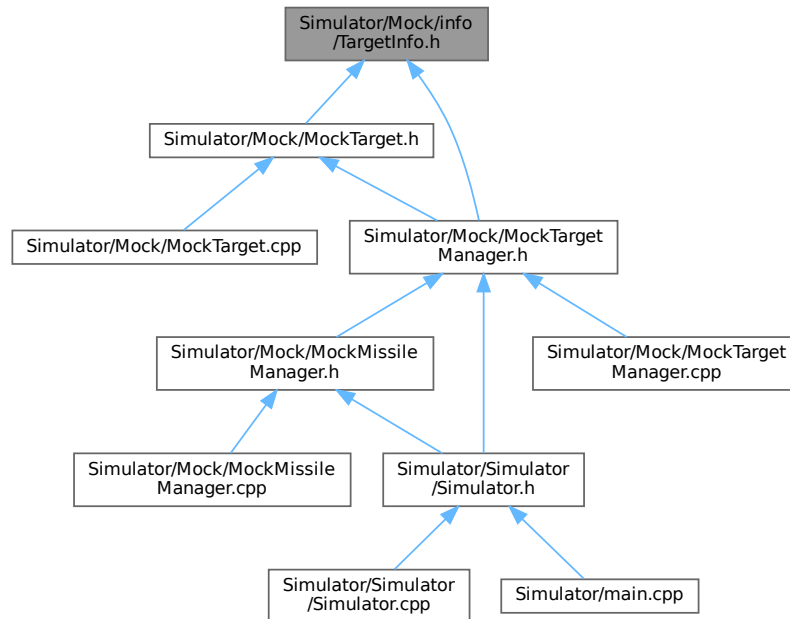 Simulator/Mock/info
/TargetInfo.h
Simulator/Mock/MockTarget.h
Simulator/Mock/MockTarget.cpp
Simulator/Mock/MockTarget
Manager.h
Simulator/Mock/MockMissile
Manager.h
Simulator/Mock/MockTarget
Manager.cpp
Simulator/Mock/MockMissile
Manager.cpp
Simulator/Simulator
/Simulator.h
Simulator/Simulator
/Simulator.cpp
Simulator/main.cpp